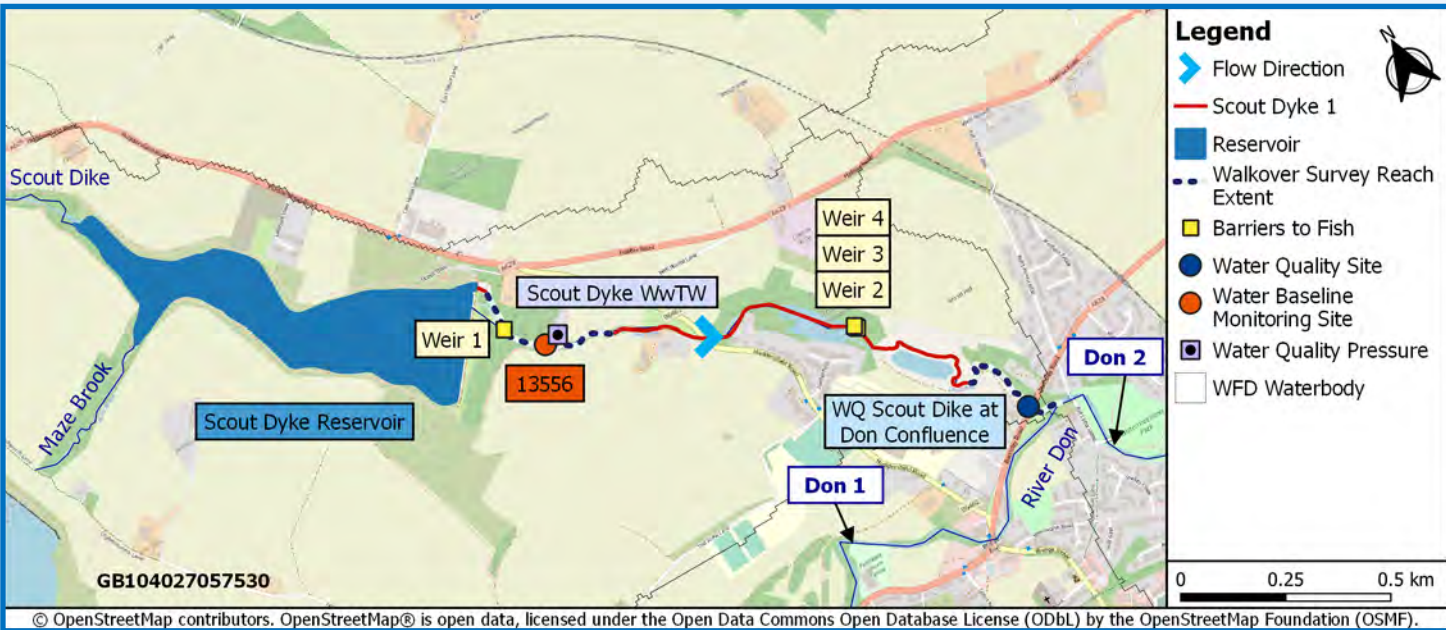 Scout Dike
Maze Brook
Scout Dyke Reservoir
Weir 1
13556
Scout Dyke WwTW
Weir 4
Weir 3
Weir 2
WQ Scout Dike at
Don Confluence
Don 1
Don 2
River Don
GB104027057530
Legend
N
Flow Direction
Scout Dyke 1
Reservoir
Walkover Survey Reach
Extent
Barriers to Fish
Water Quality Site
Water Baseline
Monitoring Site
Water Quality Pressure
WFD Waterbody
0 0.25 0.5 km
© OpenStreetMap contributors. OpenStreetMap® is open data, licensed under the Open Data Commons Open Database License (ODbL) by the OpenStreetMap Foundation (OSMF).